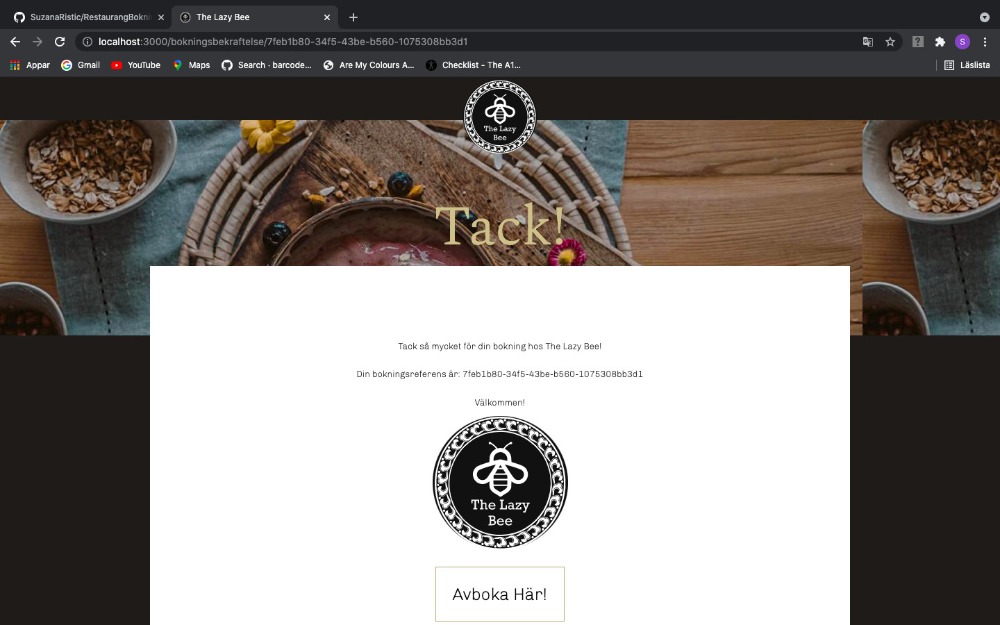 SuzanaRistic/RestaurangBokni
The Lazy Bee
localhost:3000/bokningsbekraftelse/7feb1b80-34f5-43be-b560-1075308bb3d1
S
Appar
Gmail
YouTube
Maps
Search · barcode...
Are My Colours A...
Checklist - The A1...
Läslista
The Lazy
Bee
Tack!
Tack så mycket för din bokning hos The Lazy Bee!
Din bokningsreferens är: 7feb1b80-34f5-43be-b560-1075308bb3d1
Välkommen!
The Lazy
Bee
Avboka Här!